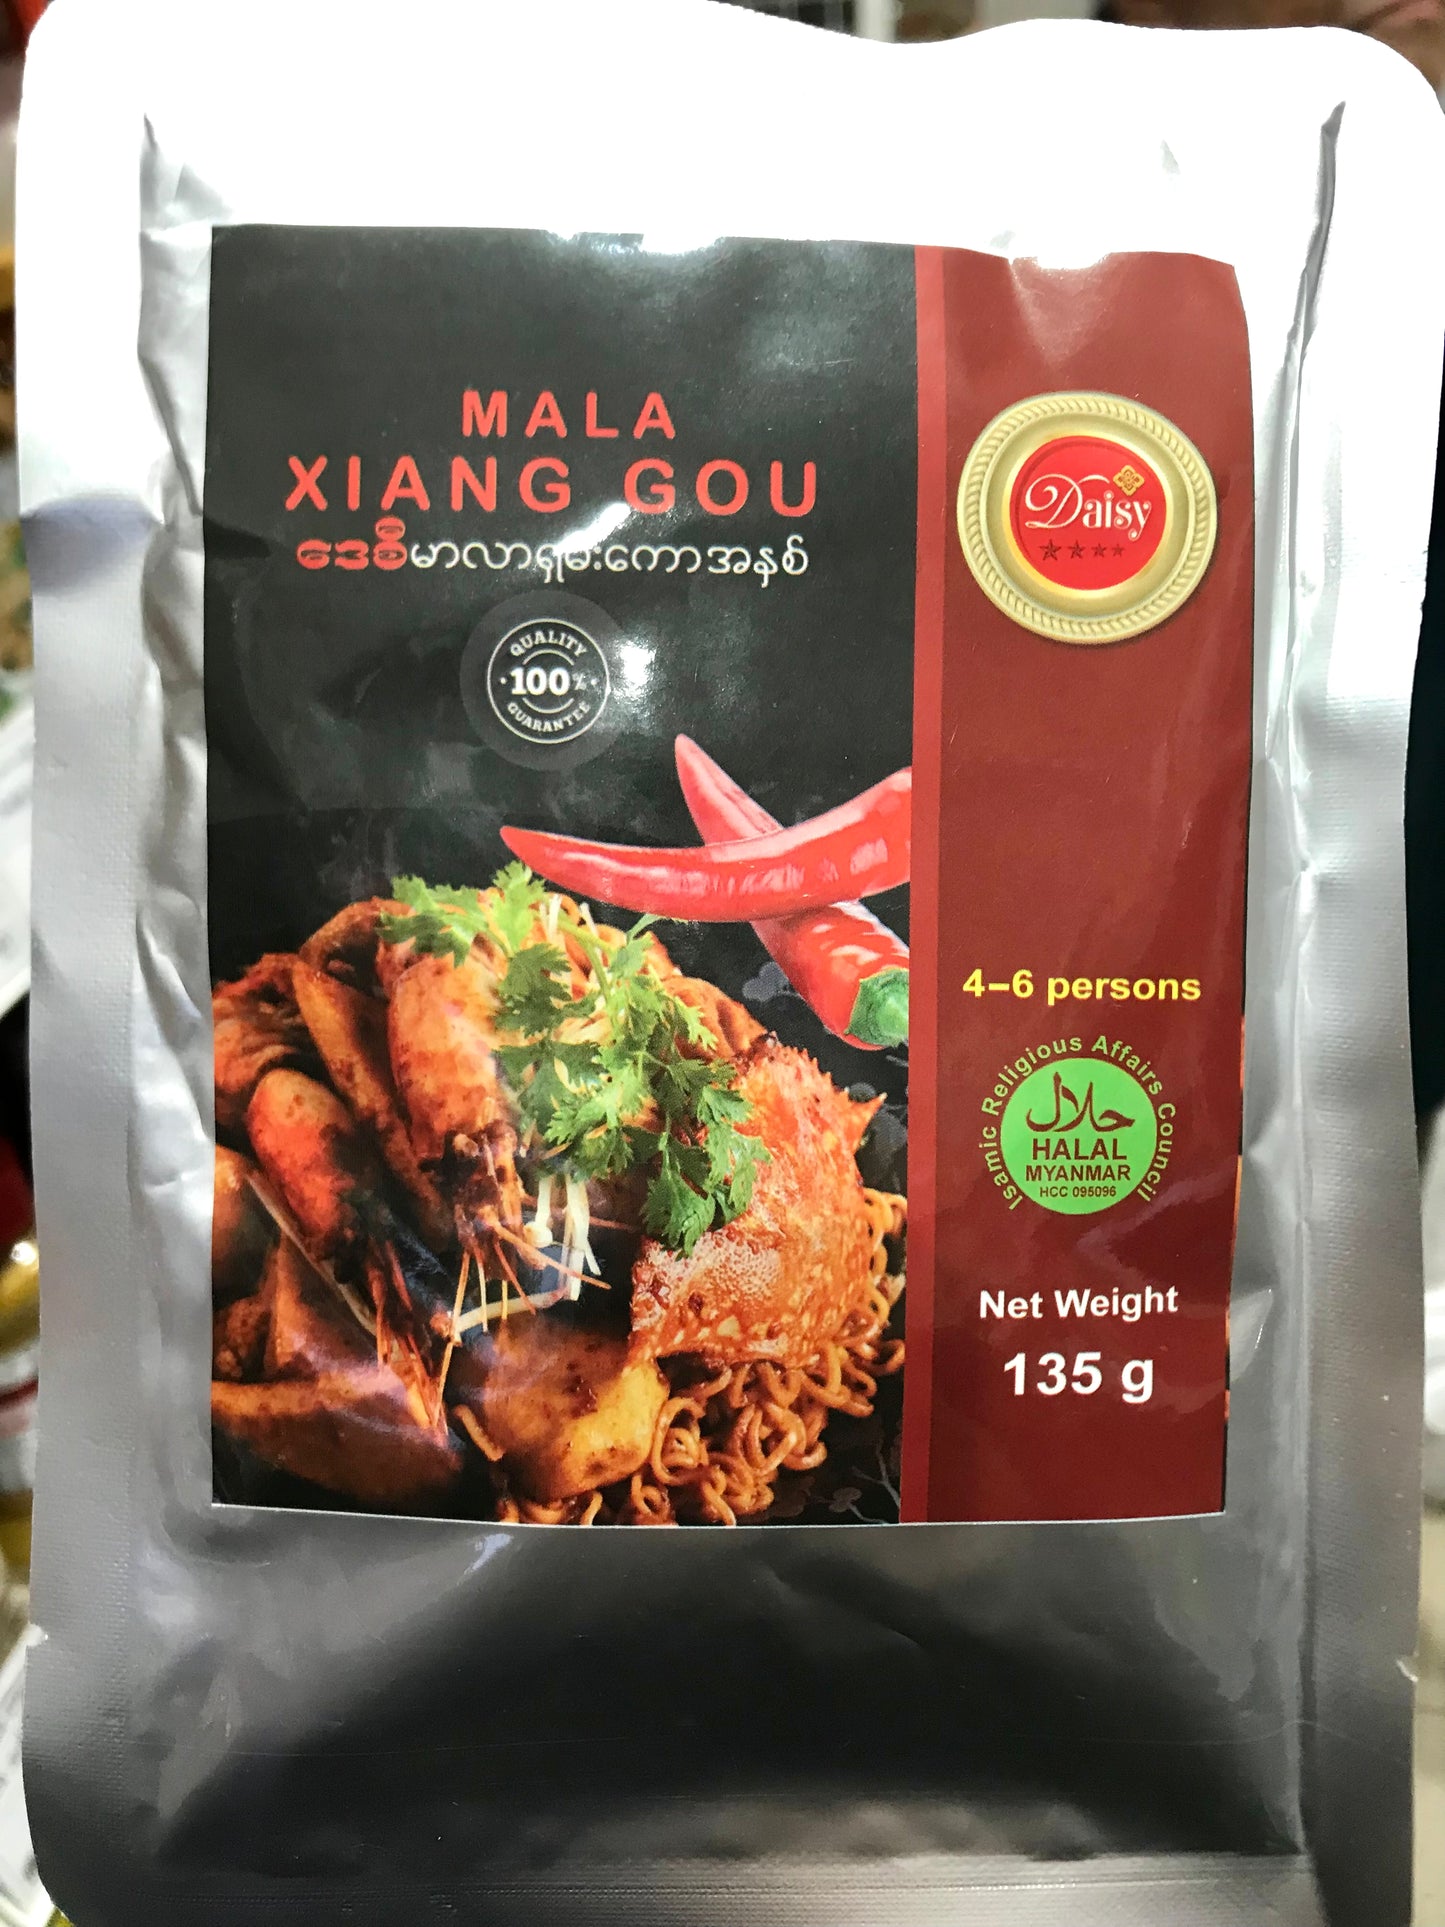 MALA
XIANG GOU
ဒေစီမာလာရှမ်းကောအနှစ်
QUALITY
100%
GUARANTEE
Daisy
4–6 persons
Isamic Religious Affairs Council
حلال
HALAL
MYANMAR
HCC 095096
Net Weight
135 g